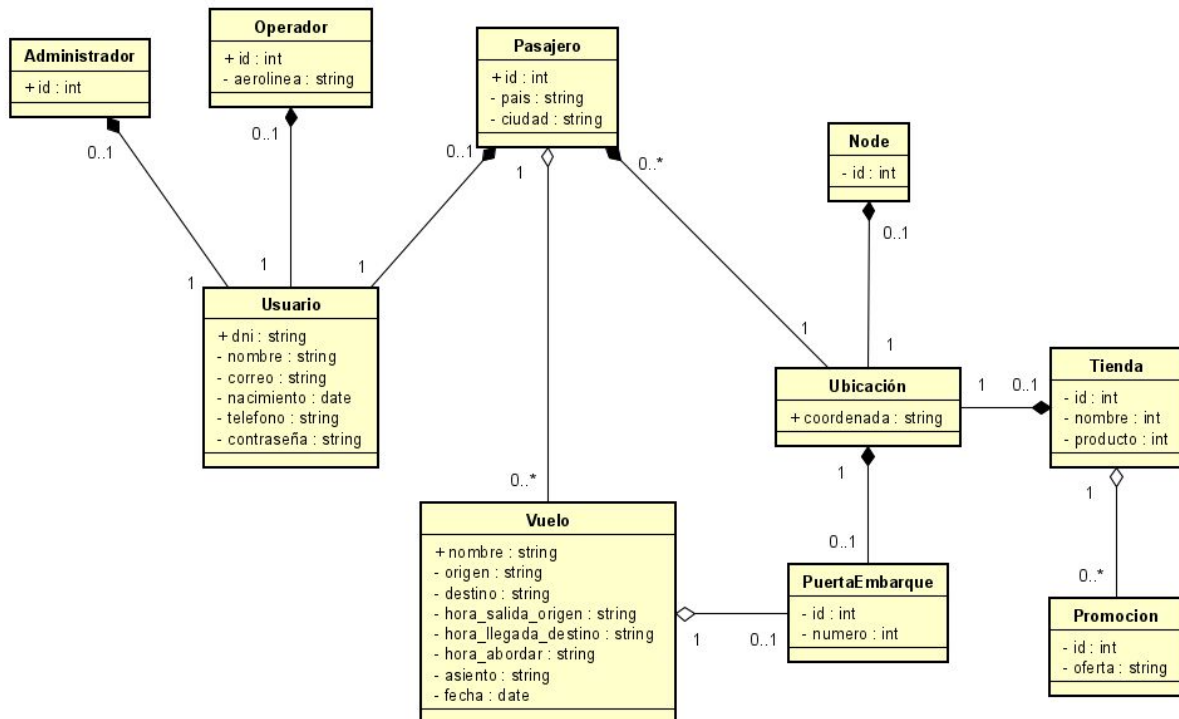 Administrador
+ id : int
Operador
+ id : int
- aerolinea : string
Pasajero
+ id : int
- pais : string
- ciudad : string
Node
- id : int
0..1
0..1
0..1
1
0..*
0..1
1
1
1
1
1
Usuario
+ dni : string
- nombre : string
- correo : string
- nacimiento : date
- telefono : string
- contraseña : string
Ubicación
+ coordenada : string
1
0..1
Tienda
- id : int
- nombre : int
- producto : int
1
1
0..*
0..1
0..*
Vuelo
+ nombre : string
- origen : string
- destino : string
- hora_salida_origen : string
- hora_llegada_destino : string
- hora_abordar : string
- asiento : string
- fecha : date
1
0..1
PuertaEmbarque
- id : int
- numero : int
Promocion
- id : int
- oferta : string